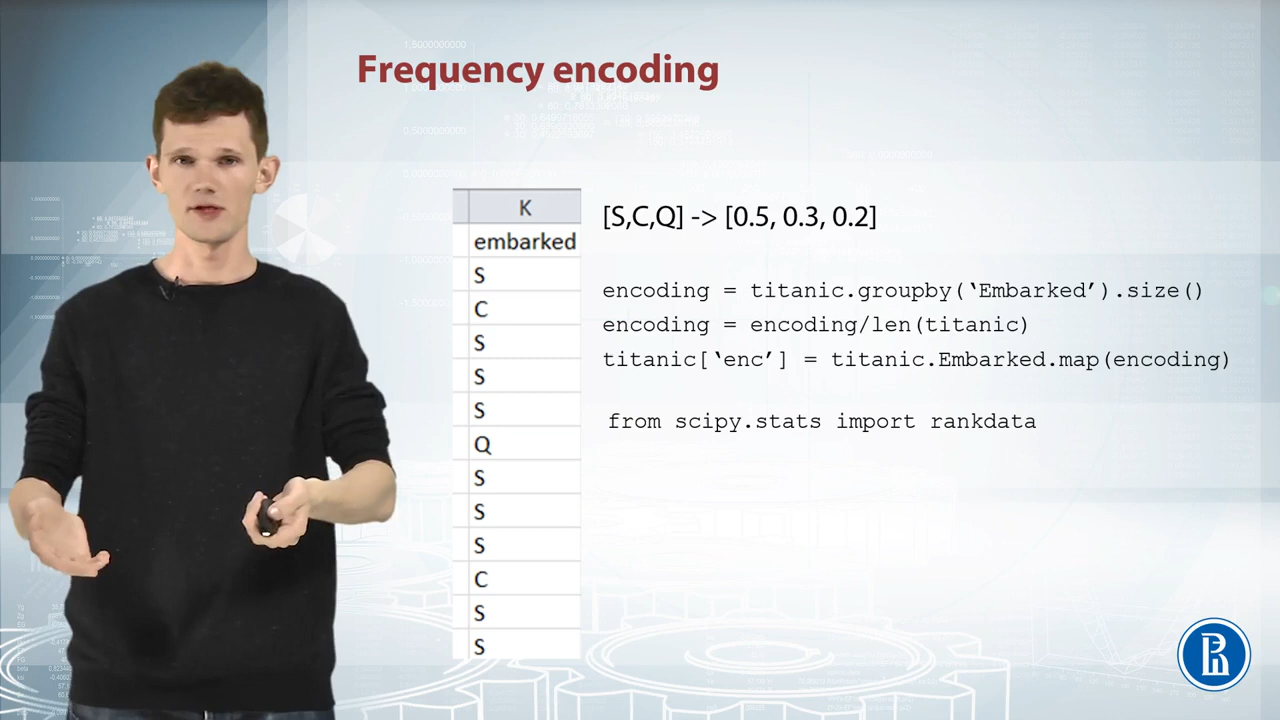 Frequency encoding
K
embarked
S
C
S
S
S
Q
S
S
S
C
S
S
[S,C,Q] -> [0.5, 0.3, 0.2]
encoding = titanic.groupby(‘Embarked’).size()
encoding = encoding/len(titanic)
titanic[‘enc’] = titanic.Embarked.map(encoding)
from scipy.stats import rankdata